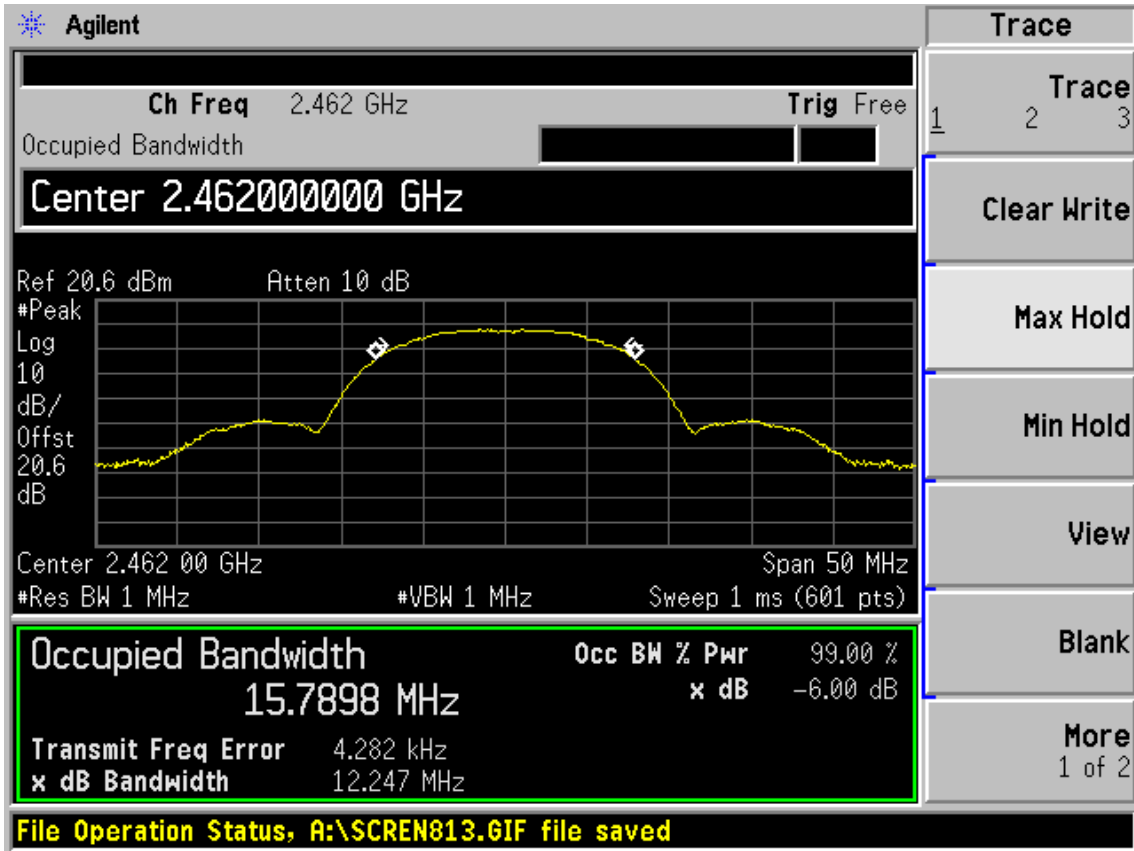 Agilent
Trace
Ch Freq 2.462 GHz Trig Free
Occupied Bandwidth
Center 2.462000000 GHz
Ref 20.6 dBm Atten 10 dB
#Peak
Log
10
dB/
Offst
20.6
dB
Center 2.462 00 GHz Span 50 MHz
#Res BW 1 MHz #VBW 1 MHz Sweep 1 ms (601 pts)
Occupied Bandwidth
15.7898 MHz
Occ BW % Pwr 99.00 %
x dB -6.00 dB
Transmit Freq Error 4.282 kHz
x dB Bandwidth 12.247 MHz
File Operation Status, A:\SCREN813.GIF file saved
Trace
1 2 3
Clear Write
Max Hold
Min Hold
View
Blank
More
1 of 2